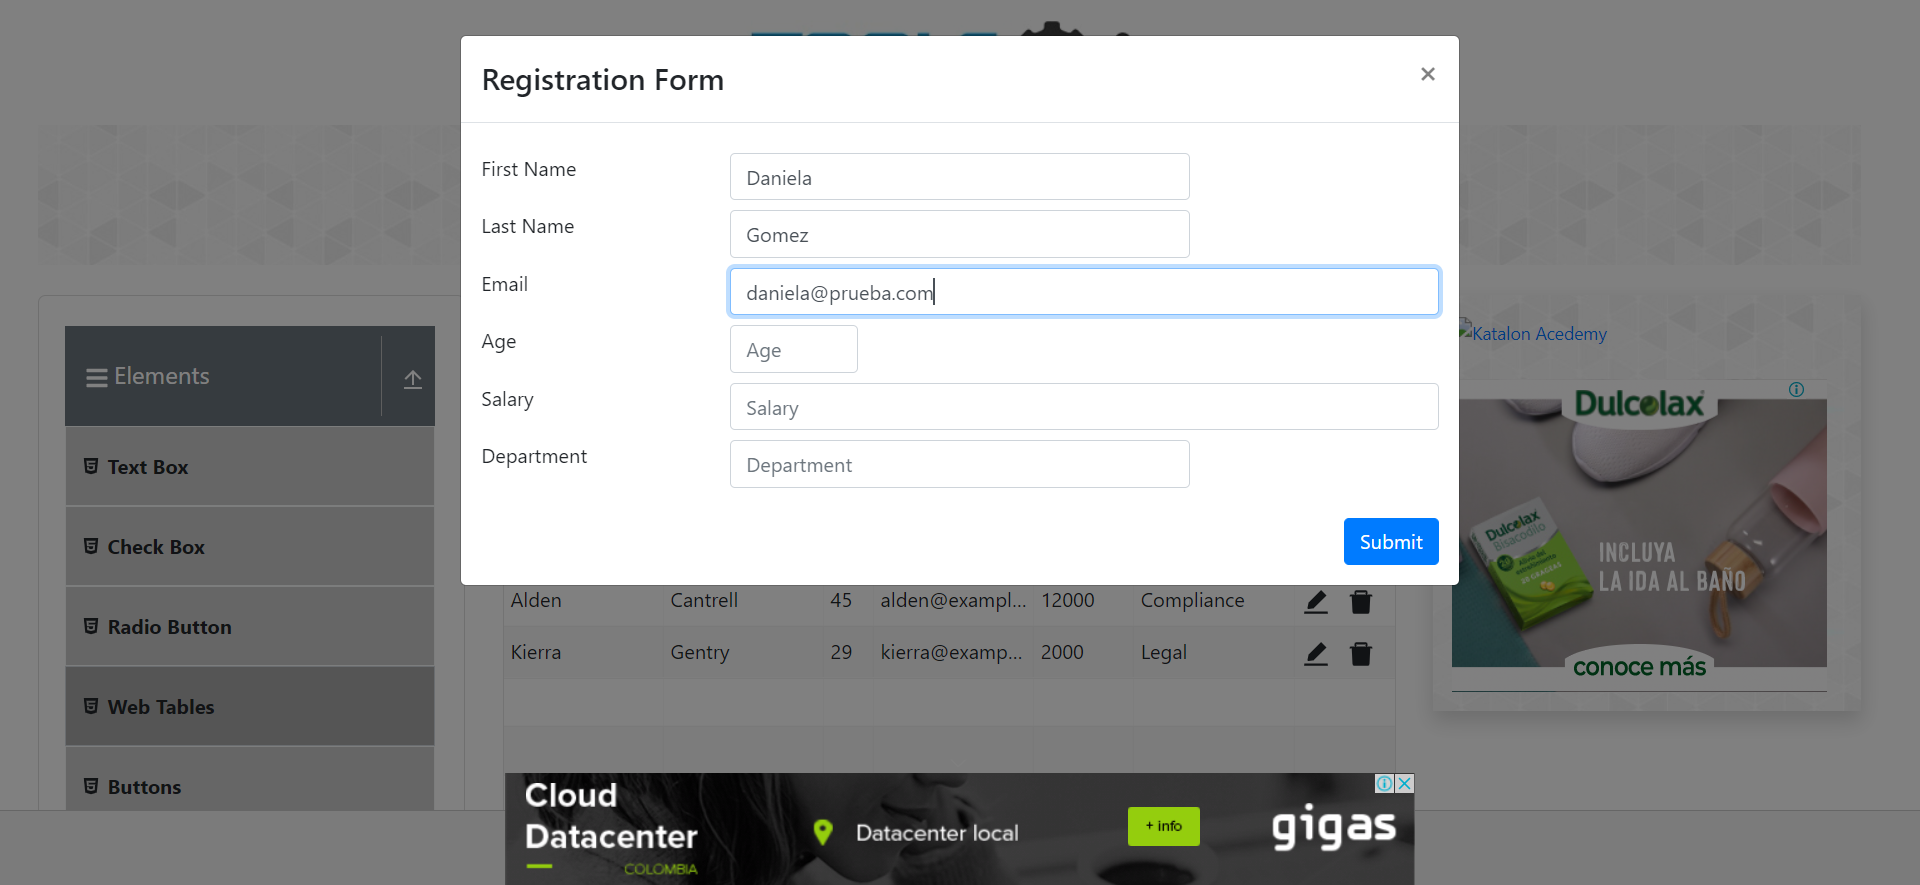 Registration Form
×
First Name
Daniela
Last Name
Gomez
Email
daniela@prueba.com
Age
Age
Salary
Salary
Department
Department
Submit
Elements
Text Box
Check Box
Radio Button
Web Tables
Buttons
Alden Cantrell 45 alden@exampl... 12000 Compliance
Kierra Gentry 29 kierra@examp... 2000 Legal
Katalon Acedemy
Dulcolax
Dulcolax
Bisacodilo
INCLUYA
LA IDA AL BAÑO
conoce más
Cloud
Datacenter
COLOMBIA
Datacenter local
+ info
gigas